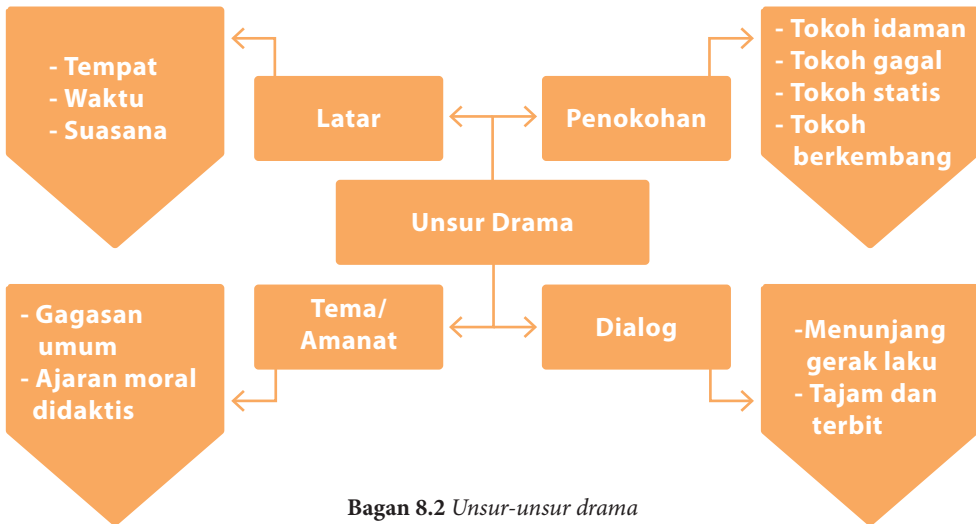 - Tempat
- Waktu
- Suasana
Latar
Penokohan
- Tokoh idaman
- Tokoh gagal
- Tokoh statis
- Tokoh
berkembang
Unsur Drama
- Gagasan
umum
- Ajaran moral
didaktis
Tema/
Amanat
Dialog
-Menunjang
gerak laku
- Tajam dan
terbit
Bagan 8.2 Unsur-unsur drama